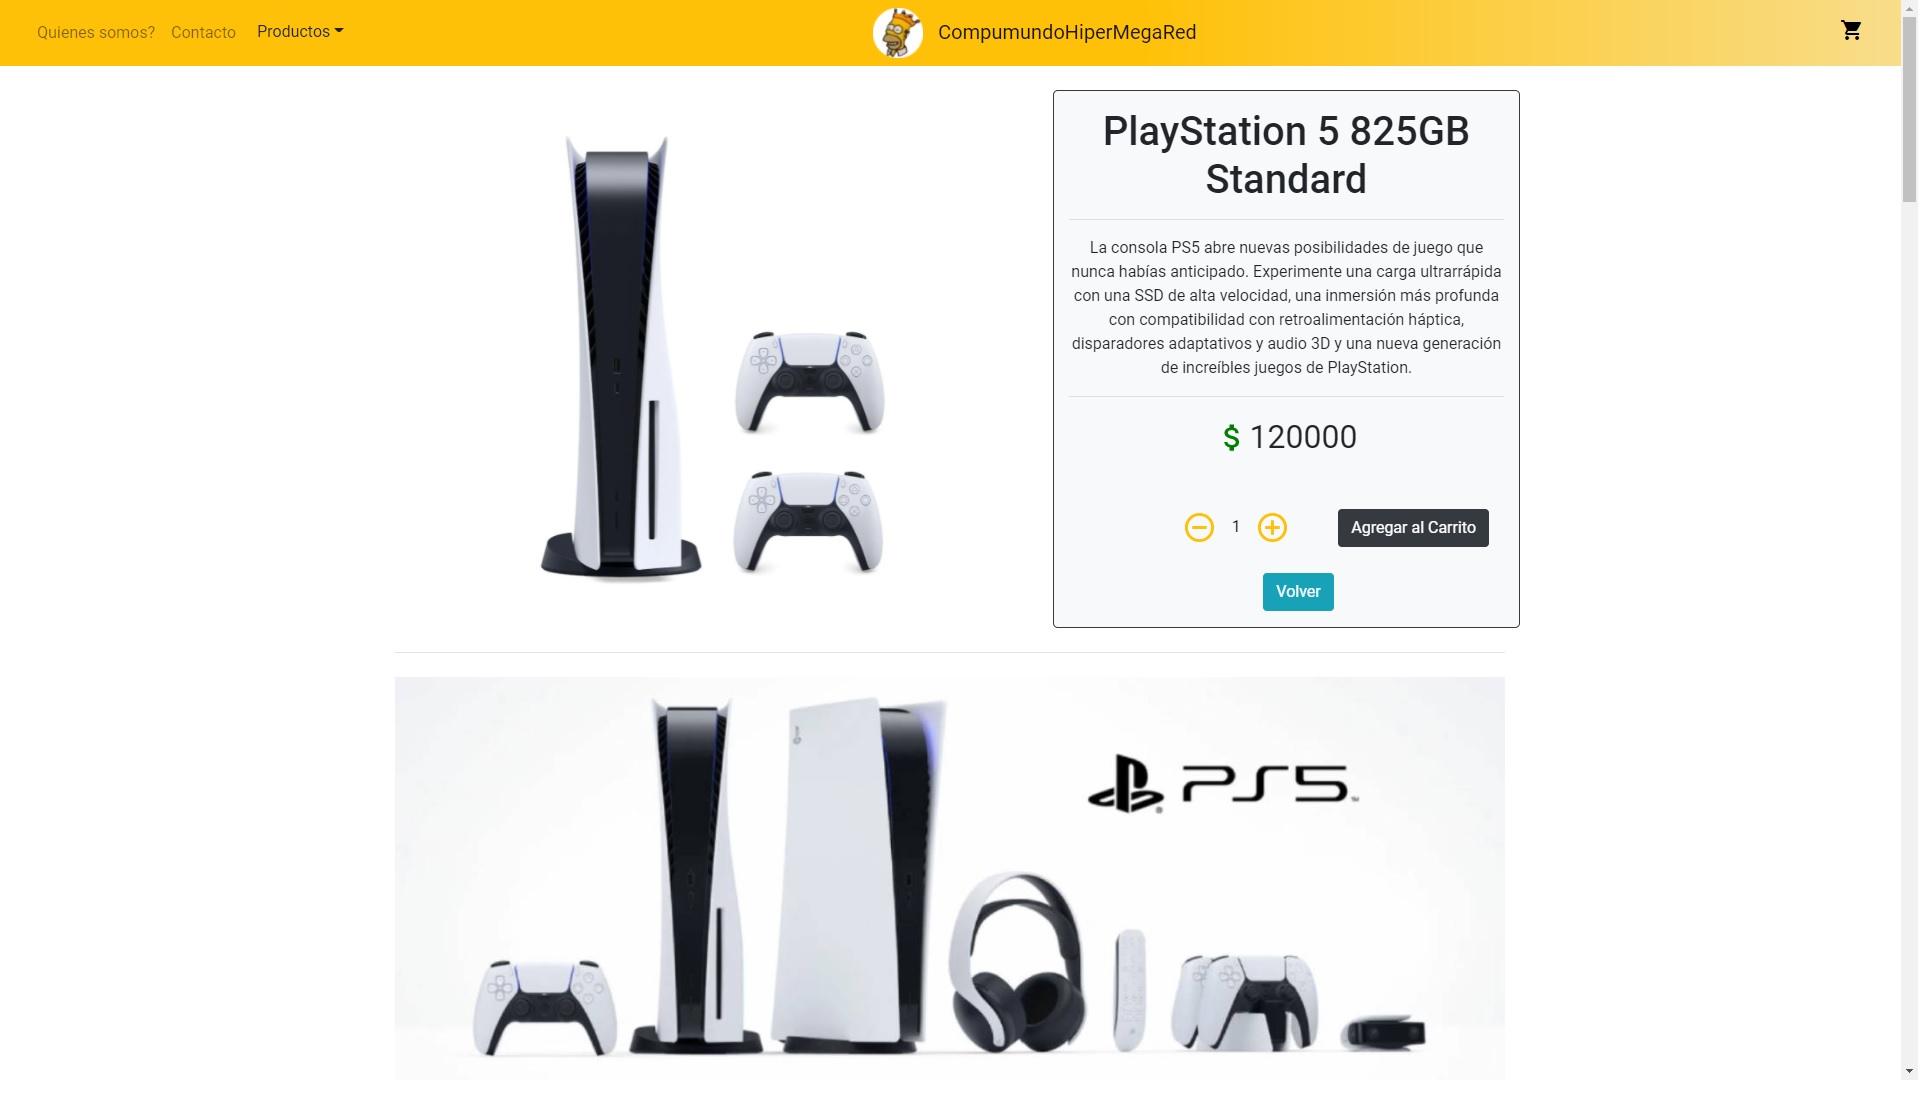 Quienes somos? Contacto Productos CompumundoHiperMegaRed
PlayStation 5 825GB
Standard
La consola PS5 abre nuevas posibilidades de juego que
nunca habías anticipado. Experimente una carga ultrarrápida
con una SSD de alta velocidad, una inmersión más profunda
con compatibilidad con retroalimentación háptica,
disparadores adaptativos y audio 3D y una nueva generación
de increíbles juegos de PlayStation.
$ 120000
1 Agregar al Carrito
Volver
PS5™